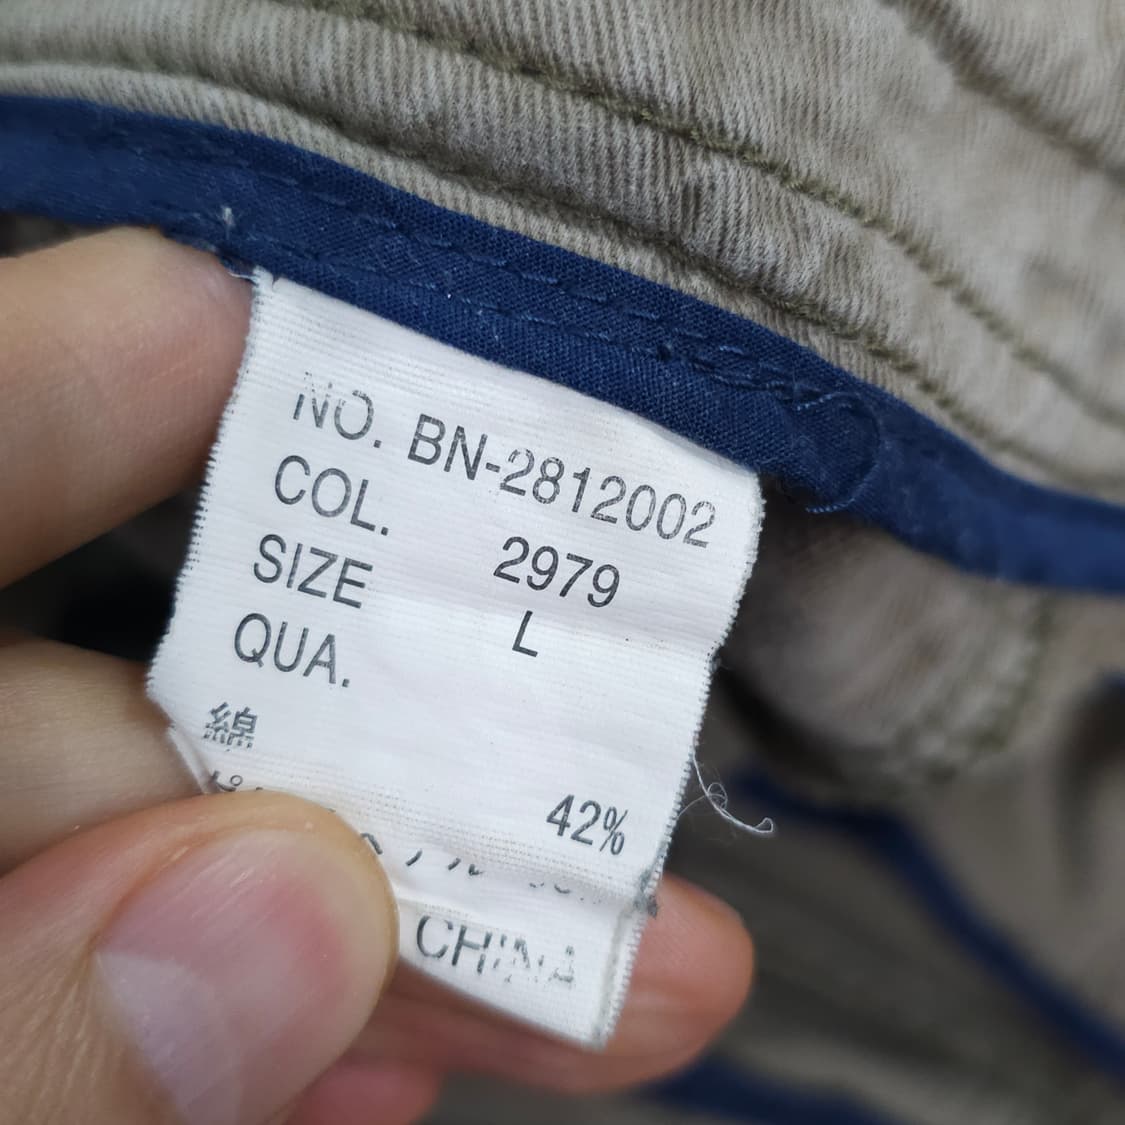 NO. BN-2812002
COL. 2979
SIZE L
QUA.
綿 42%
CHINA